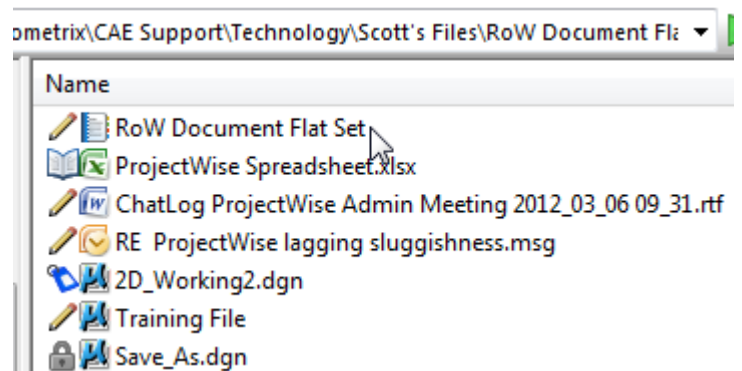 ometrix\CAE Support\Technology\Scott's Files\RoW Document Fla
Name
RoW Document Flat Set
ProjectWise Spreadsheet.xlsx
ChatLog ProjectWise Admin Meeting 2012_03_06 09_31.rtf
RE ProjectWise lagging sluggishness.msg
2D_Working2.dgn
Training File
Save_As.dgn